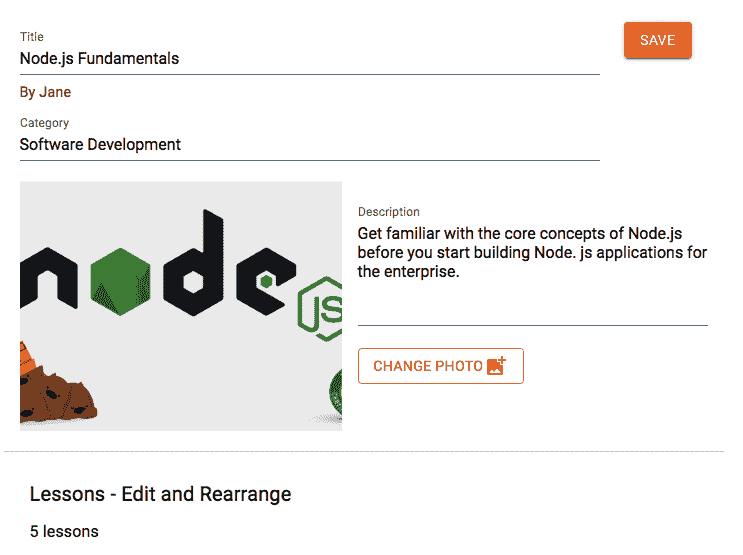 Title
SAVE
Node.js Fundamentals
By Jane
Category
Software Development
node
JS
Description
Get familiar with the core concepts of Node.js
before you start building Node. js applications for
the enterprise.
CHANGE PHOTO
Lessons - Edit and Rearrange
5 lessons